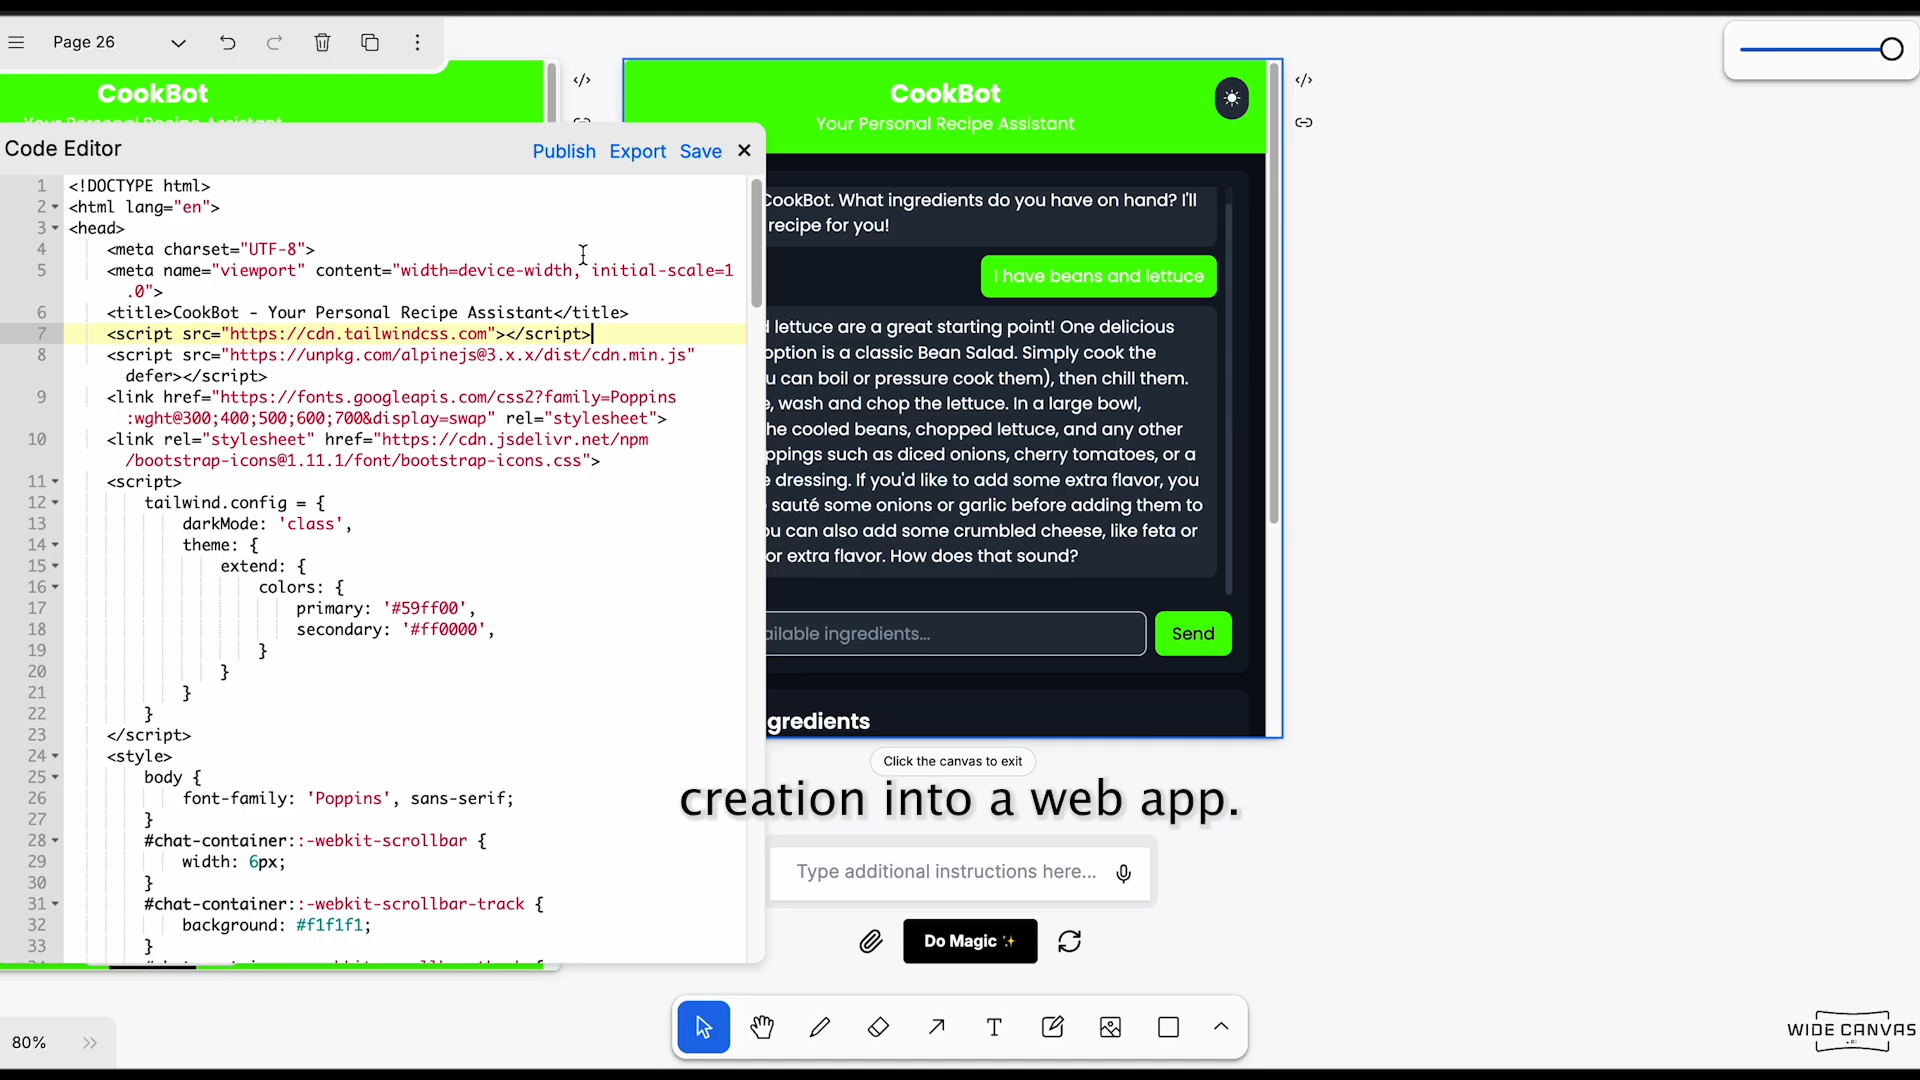 Page 26
CookBot
Your Personal Recipe Assistant
CookBot
Your Personal Recipe Assistant
Code Editor
Publish Export Save
1 <!DOCTYPE html>
2 <html lang="en">
3 <head>
4 <meta charset="UTF-8">
5 <meta name="viewport" content="width=device-width, initial-scale=1
.0">
6 <title>CookBot - Your Personal Recipe Assistant</title>
7 <script src="https://cdn.tailwindcss.com"></script>
8 <script src="https://unpkg.com/alpinejs@3.x.x/dist/cdn.min.js"
defer></script>
9 <link href="https://fonts.googleapis.com/css2?family=Poppins
:wght@300;400;500;600;700&display=swap" rel="stylesheet">
10 <link rel="stylesheet" href="https://cdn.jsdelivr.net/npm
/bootstrap-icons@1.11.1/font/bootstrap-icons.css">
11 <script>
12 tailwind.config = {
13 darkMode: 'class',
14 theme: {
15 extend: {
16 colors: {
17 primary: '#59ff00',
18 secondary: '#ff0000',
19 }
20 }
21 }
22 }
23 </script>
24 <style>
25 body {
26 font-family: 'Poppins', sans-serif;
27 }
28 #chat-container::-webkit-scrollbar {
29 width: 6px;
30 }
31 #chat-container::-webkit-scrollbar-track {
32 background: #f1f1f1;
33 }
CookBot. What ingredients do you have on hand? I'll
recipe for you!
I have beans and lettuce
lettuce are a great starting point! One delicious
option is a classic Bean Salad. Simply cook the
can boil or pressure cook them), then chill them.
, wash and chop the lettuce. In a large bowl,
the cooled beans, chopped lettuce, and any other
such as diced onions, cherry tomatoes, or a
dressing. If you'd like to add some extra flavor, you
sauté some onions or garlic before adding them to
can also add some crumbled cheese, like feta or
or extra flavor. How does that sound?
ingredients...
Send
gredients
Click the canvas to exit
creation into a web app.
Type additional instructions here...
Do Magic
80%
WIDE CANVAS